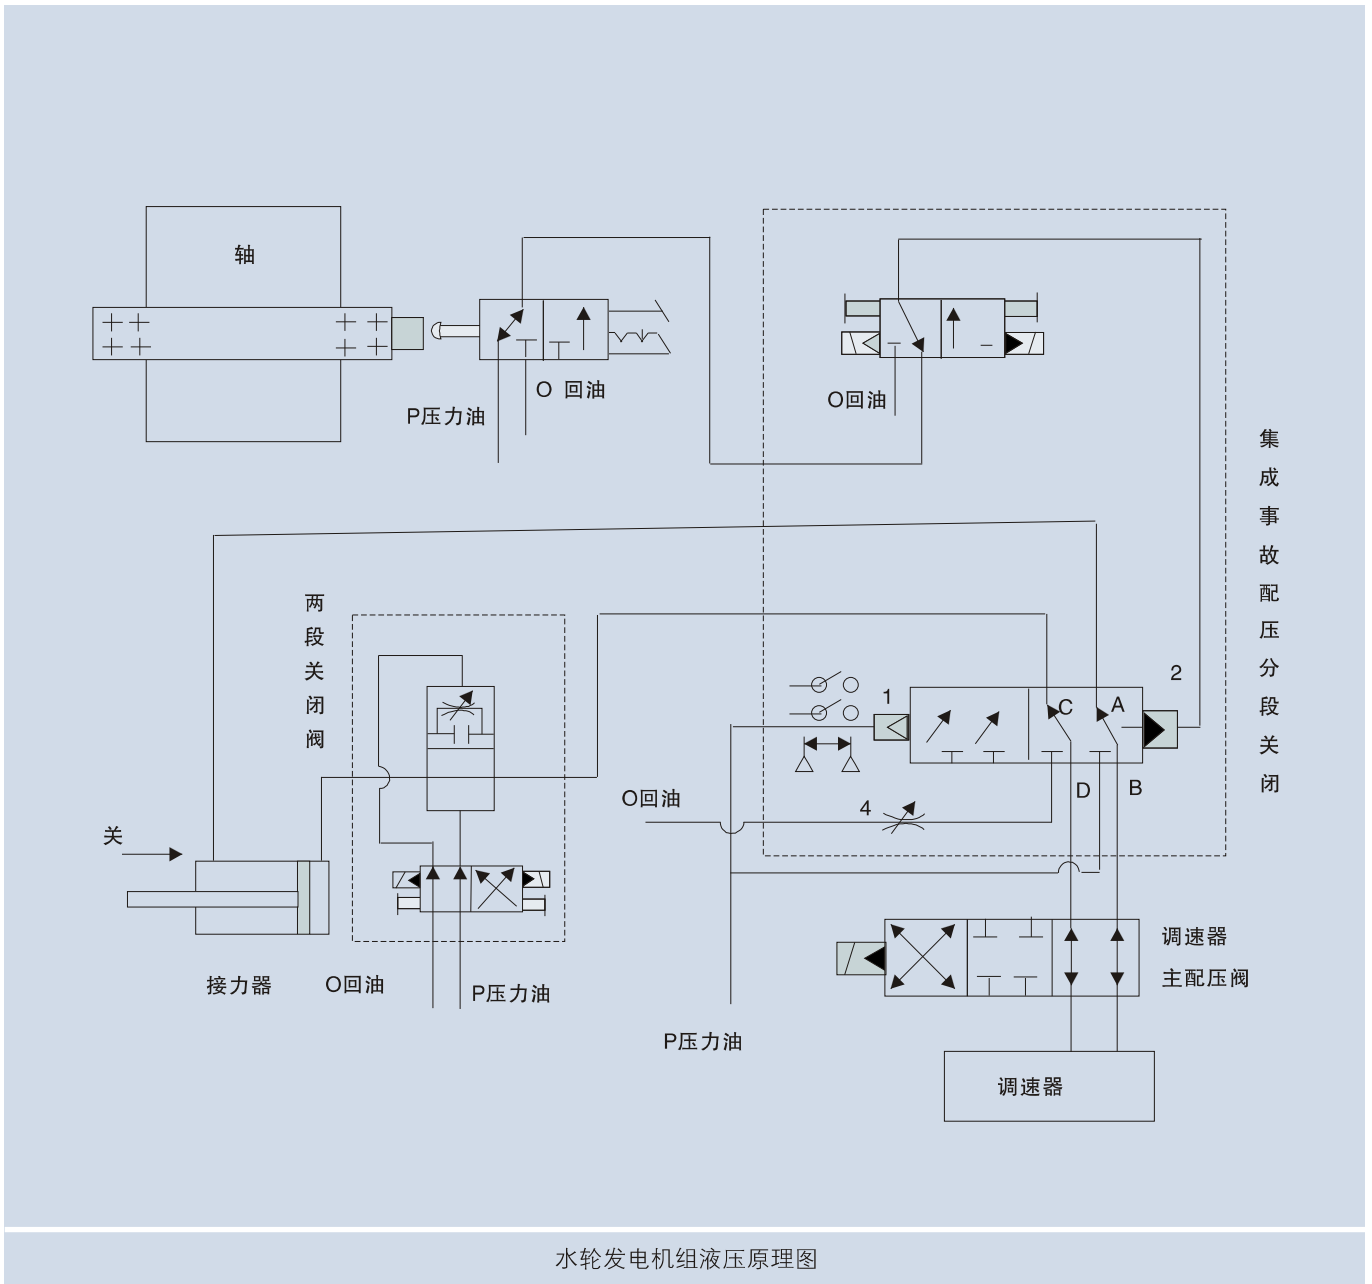 轴
P压力油
O 回油
O回油
集成事故配压分段关闭
两段关闭阀
1
2
C
A
D
B
O回油
4
关
接力器
O回油
P压力油
P压力油
调速器
主配压阀
调速器
水轮发电机组液压原理图